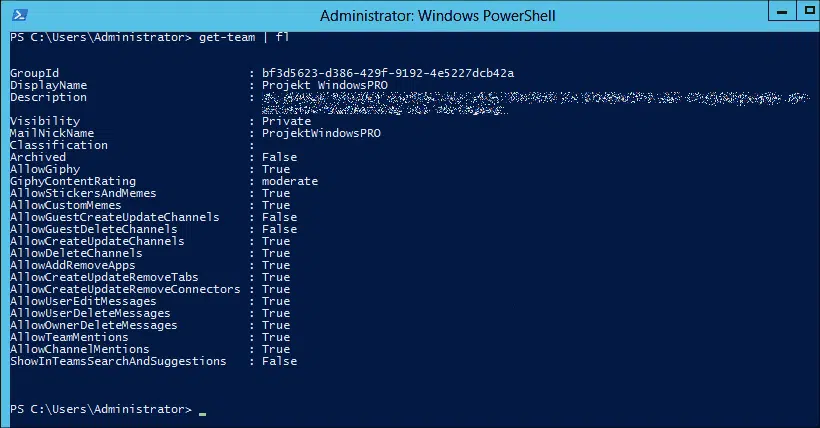 Administrator: Windows PowerShell
PS C:\Users\Administrator> get-team | fl
GroupId : bf3d5623-d386-429f-9192-4e5227dcb42a
DisplayName : Projekt WindowsPRO
Description :
Visibility : Private
MailNickName : ProjektWindowsPRO
Classification :
Archived : False
AllowGiphy : True
GiphyContentRating : moderate
AllowStickersAndMemes : True
AllowCustomMemes : True
AllowGuestCreateUpdateChannels : False
AllowGuestDeleteChannels : False
AllowCreateUpdateChannels : True
AllowDeleteChannels : True
AllowAddRemoveApps : True
AllowCreateUpdateRemoveTabs : True
AllowCreateUpdateRemoveConnectors : True
AllowUserEditMessages : True
AllowUserDeleteMessages : True
AllowOwnerDeleteMessages : True
AllowTeamMentions : True
AllowChannelMentions : True
ShowInTeamsSearchAndSuggestions : False
PS C:\Users\Administrator>